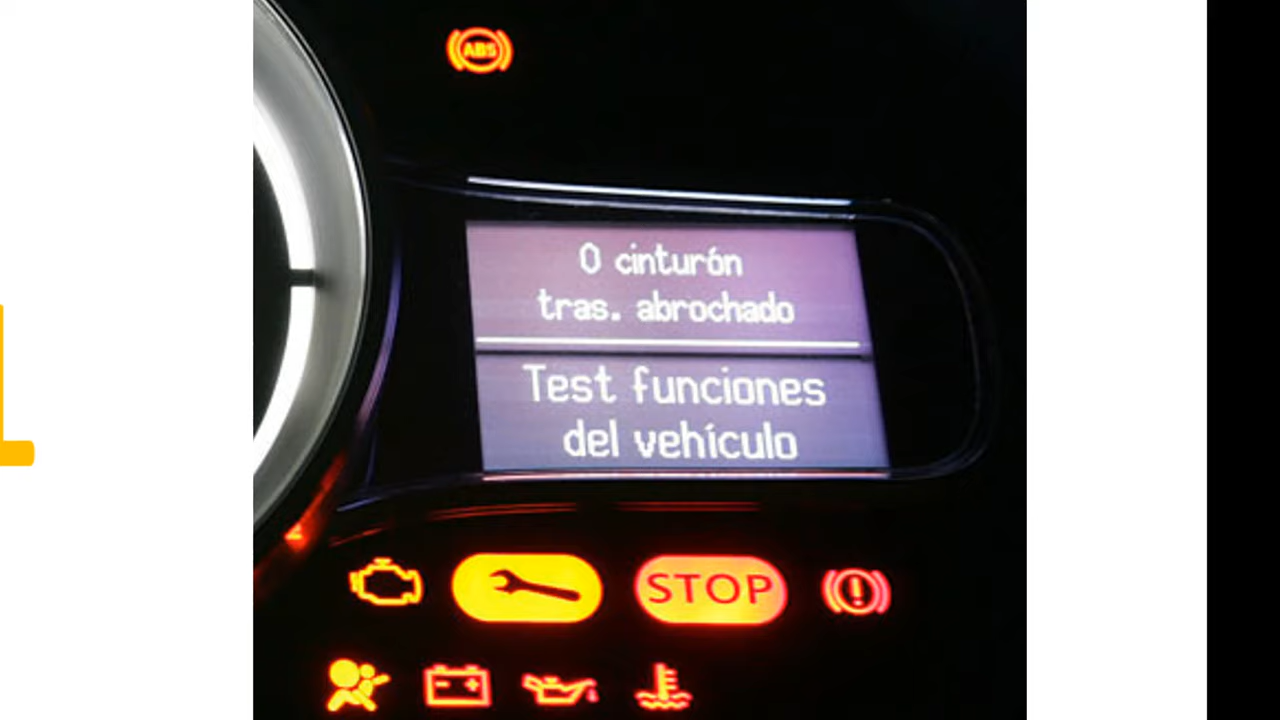 ABS
0 cinturón
tras. abrochado
Test funciones
del vehículo
STOP